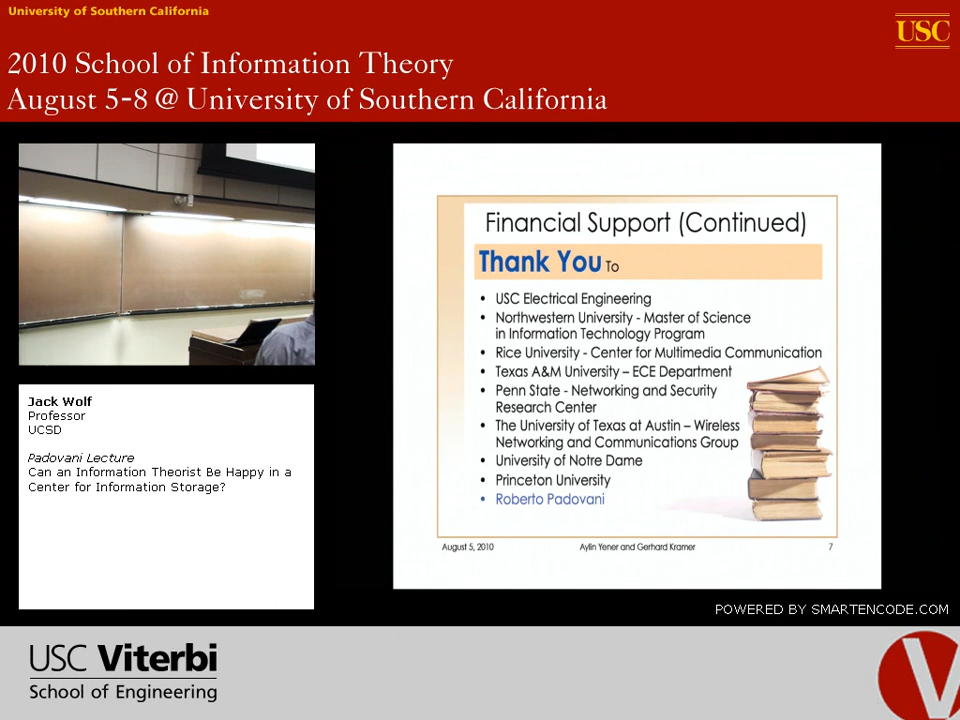 University of Southern California
USC
2010 School of Information Theory
August 5-8 @ University of Southern California
Financial Support (Continued)
Thank You To
• USC Electrical Engineering
• Northwestern University - Master of Science
in Information Technology Program
• Rice University - Center for Multimedia Communication
• Texas A&M University – ECE Department
• Penn State - Networking and Security
Research Center
• The University of Texas at Austin – Wireless
Networking and Communications Group
• University of Notre Dame
• Princeton University
• Roberto Padovani
August 5, 2010 Aylin Yener and Gerhard Kramer 7
Jack Wolf
Professor
UCSD
Padovani Lecture
Can an Information Theorist Be Happy in a
Center for Information Storage?
POWERED BY SMARTENCODE.COM
USC Viterbi
School of Engineering
V